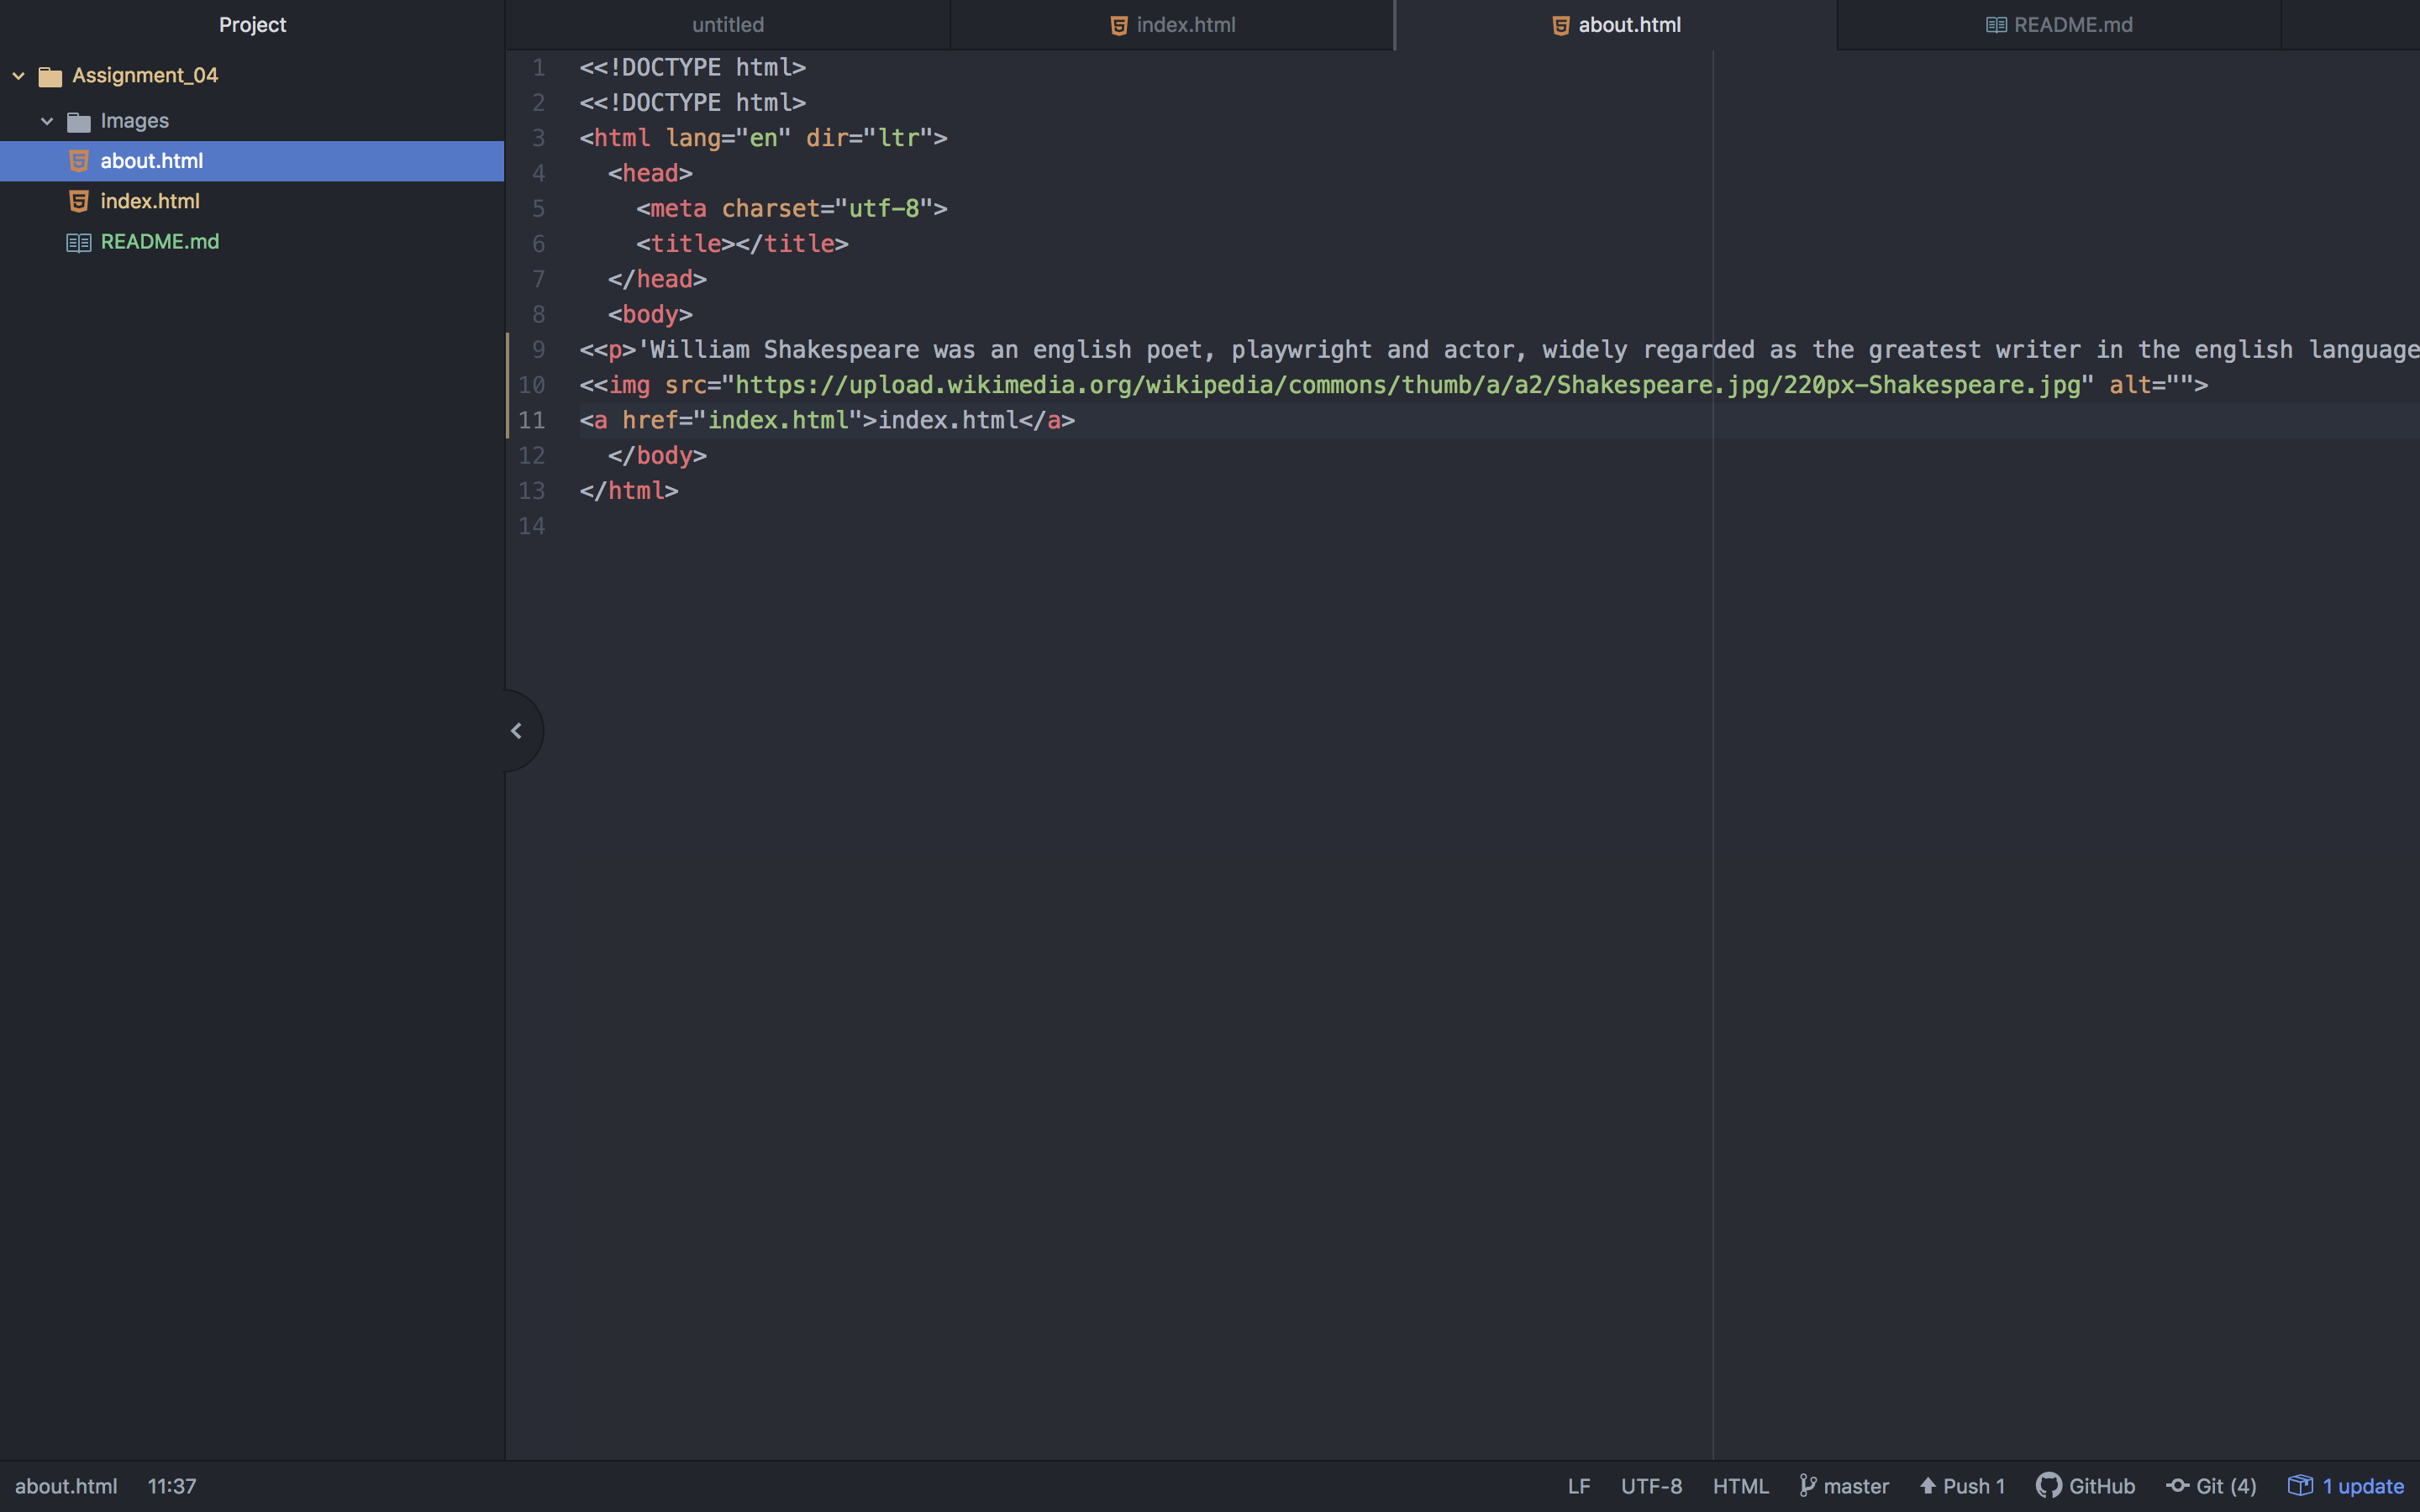 Project
Assignment_04
Images
about.html
index.html
README.md
untitled
index.html
about.html
README.md
1 <<!DOCTYPE html>
2 <<!DOCTYPE html>
3 <html lang="en" dir="ltr">
4   <head>
5     <meta charset="utf-8">
6     <title></title>
7   </head>
8   <body>
9 <<p>'William Shakespeare was an english poet, playwright and actor, widely regarded as the greatest writer in the english language
10 <<img src="https://upload.wikimedia.org/wikipedia/commons/thumb/a/a2/Shakespeare.jpg/220px-Shakespeare.jpg" alt="">
11 <a href="index.html">index.html</a>
12   </body>
13 </html>
14
about.html 11:37
LF UTF-8 HTML master Push 1 GitHub Git (4) 1 update